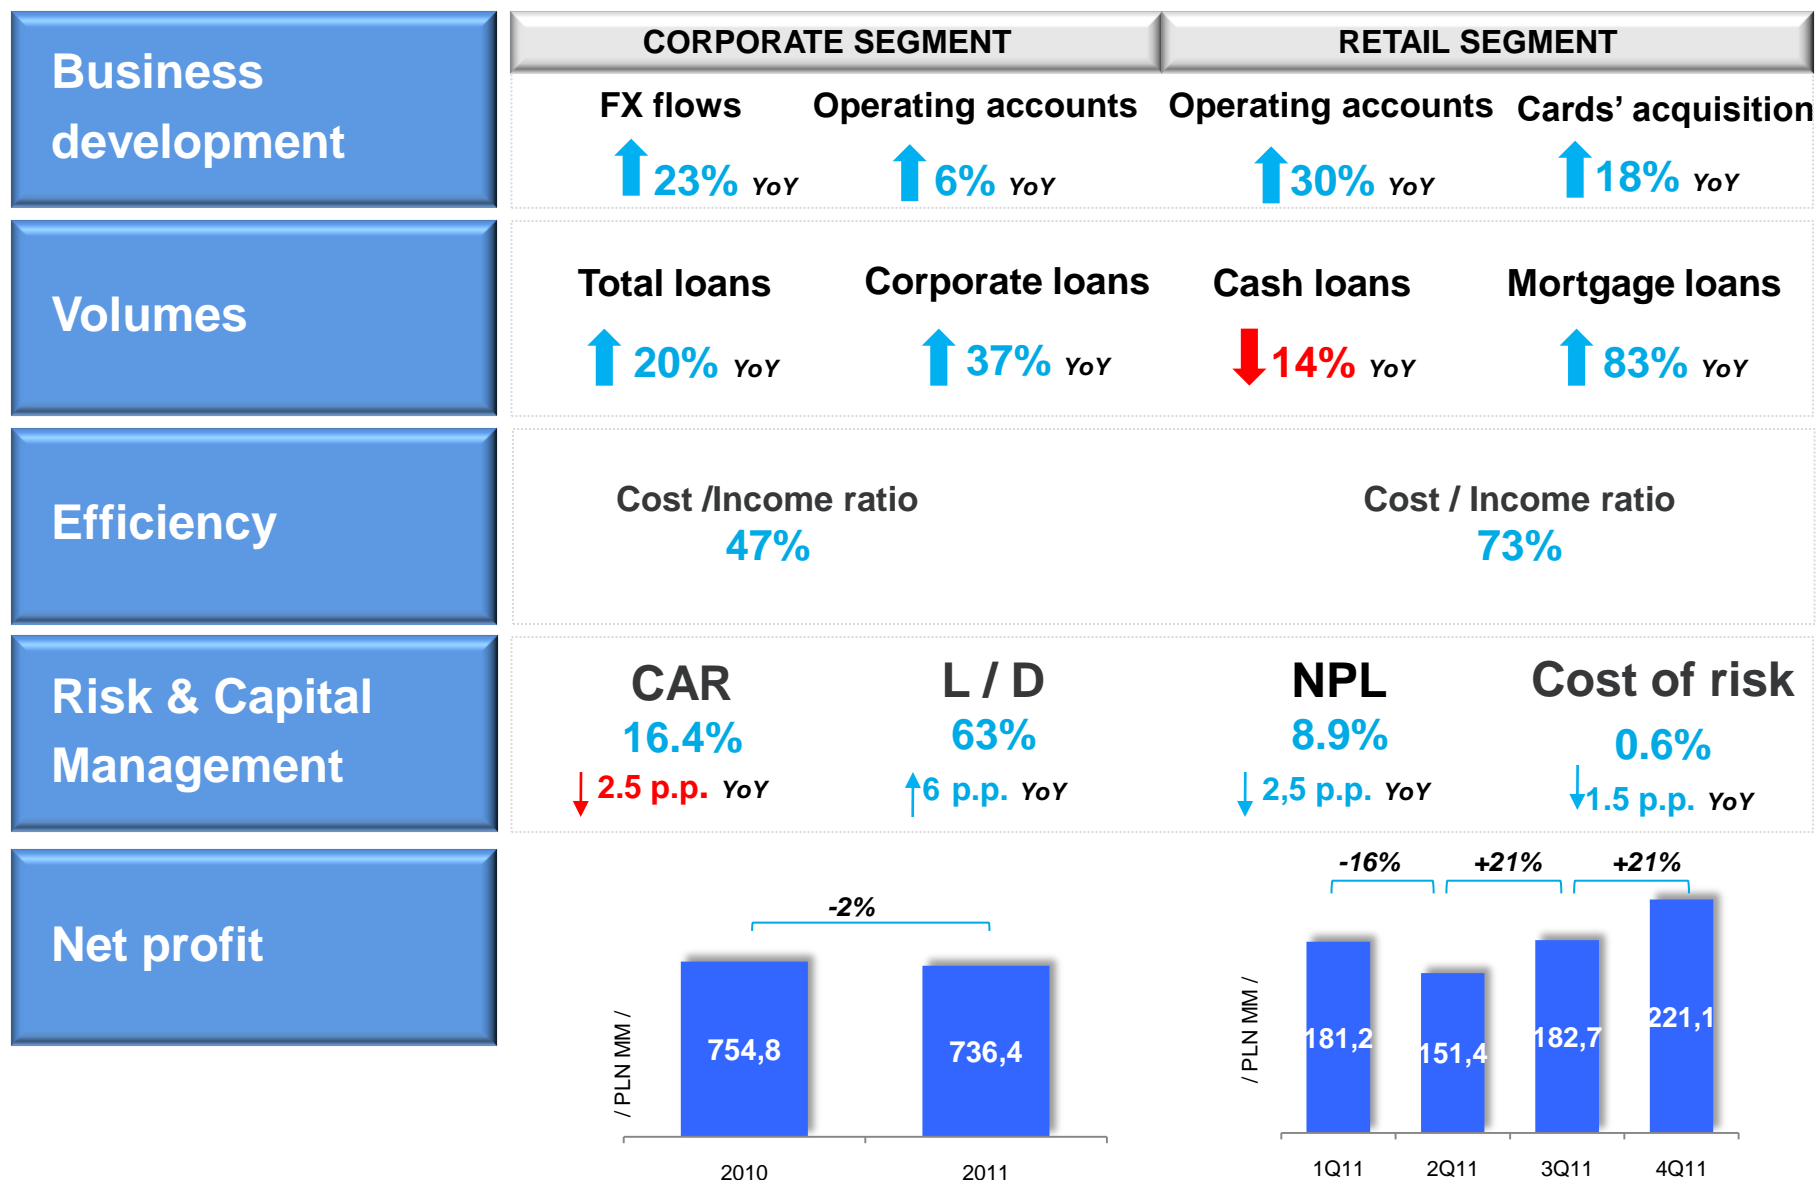 Business
development
CORPORATE SEGMENT
RETAIL SEGMENT
FX flows
Operating accounts
Operating accounts
Cards’ acquisition
23% YoY
6% YoY
30% YoY
18% YoY
Volumes
Total loans
Corporate loans
Cash loans
Mortgage loans
20% YoY
37% YoY
14% YoY
83% YoY
Efficiency
Cost /Income ratio
47%
Cost / Income ratio
73%
Risk & Capital
Management
CAR
16.4%
2.5 p.p. YoY
L / D
63%
6 p.p. YoY
NPL
8.9%
2,5 p.p. YoY
Cost of risk
0.6%
1.5 p.p. YoY
Net profit
/ PLN MM /
-2%
754,8
736,4
2010
2011
/ PLN MM /
-16%
+21%
+21%
181,2
151,4
182,7
221,1
1Q11
2Q11
3Q11
4Q11